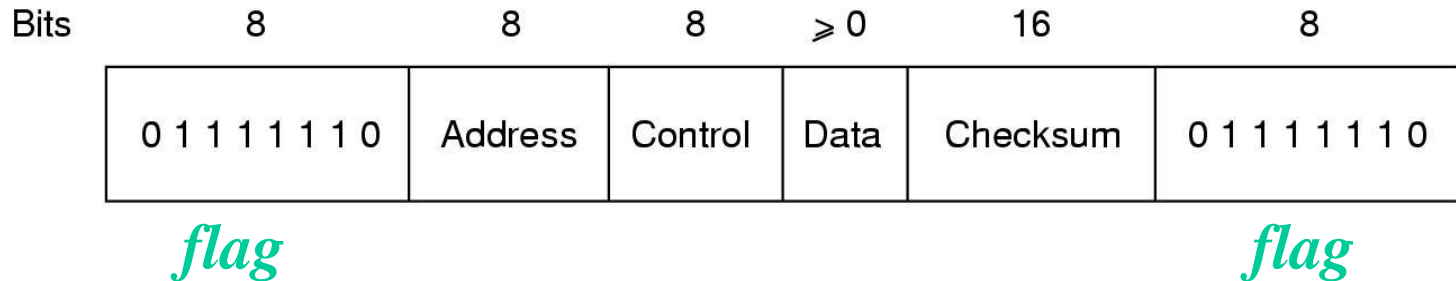 Bits 8 8 8 ⩾ 0 16 8
0 1 1 1 1 1 1 0 Address Control Data Checksum 0 1 1 1 1 1 1 0
flag flag